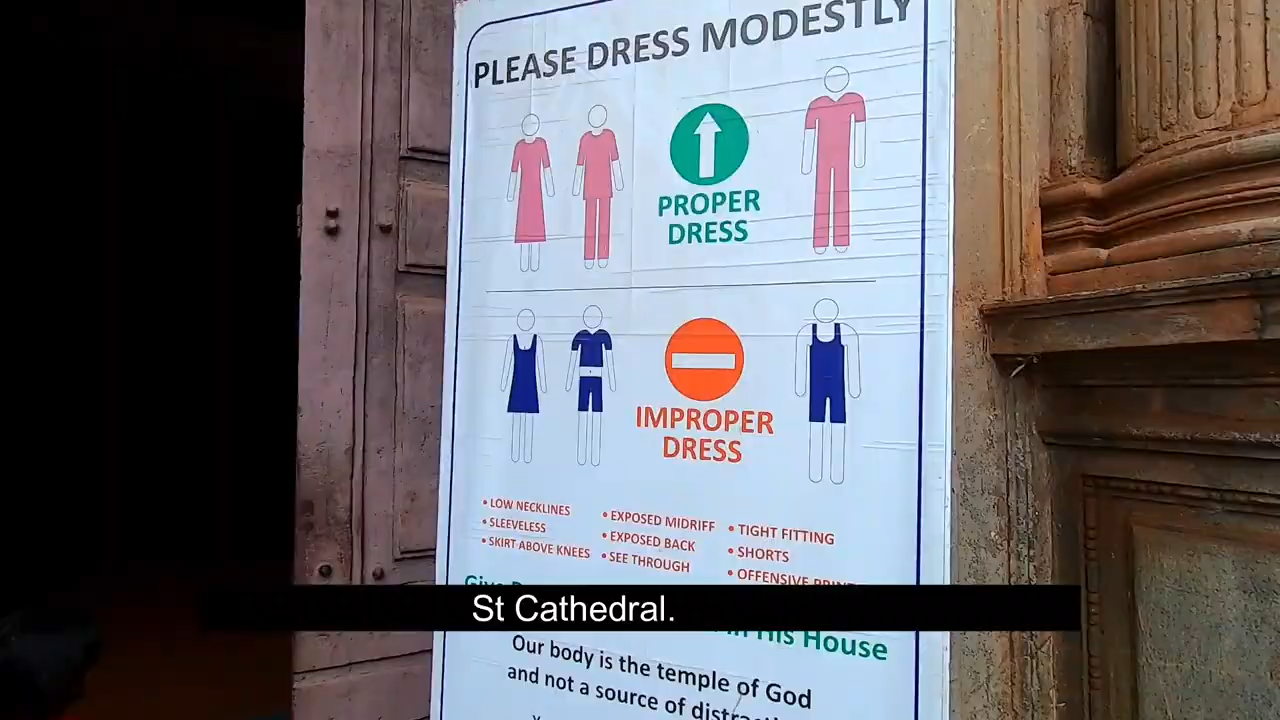 PLEASE DRESS MODESTLY
PROPER
DRESS
IMPROPER
DRESS
• LOW NECKLINES
• SLEEVELESS
• SKIRT ABOVE KNEES
• EXPOSED MIDRIFF
• EXPOSED BACK
• SEE THROUGH
• TIGHT FITTING
• SHORTS
• OFFENSIVE
St Cathedral.
His House
Our body is the temple of God
and not a source of